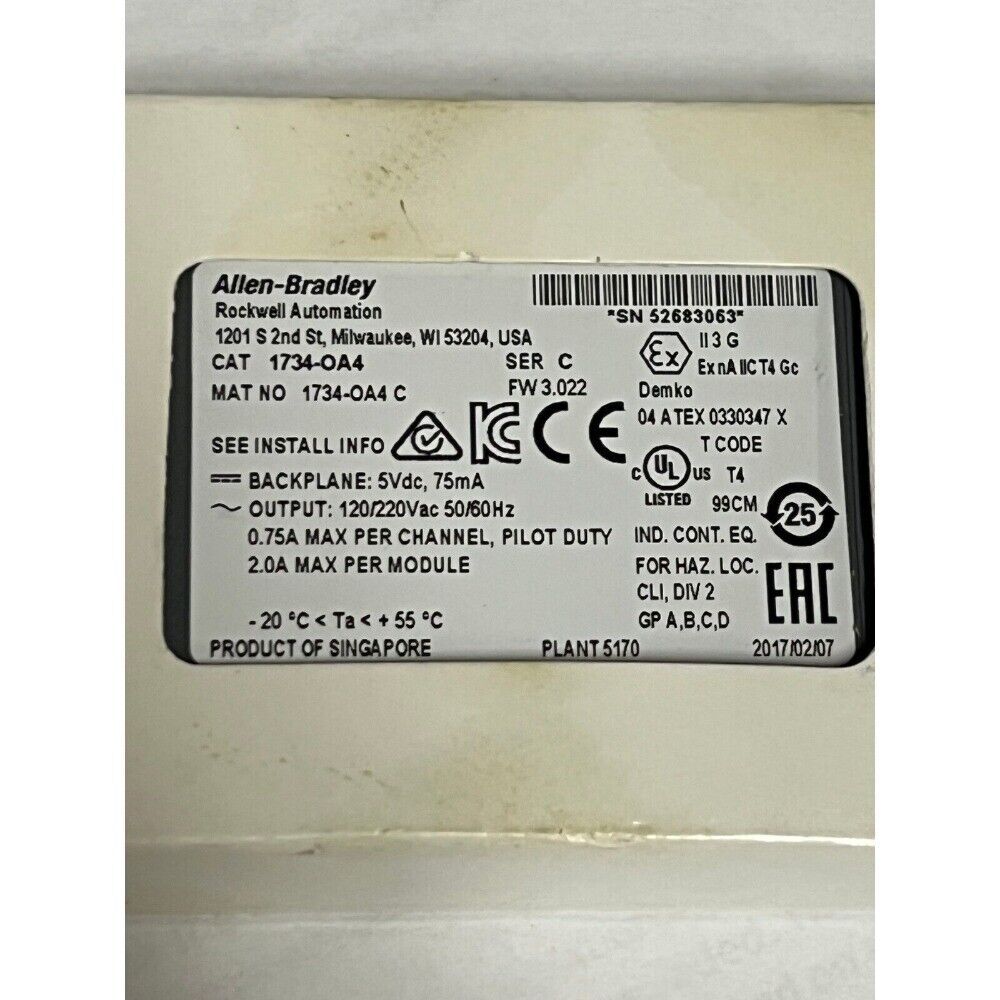 Allen-Bradley
Rockwell Automation
1201 S 2nd St, Milwaukee, WI 53204, USA
CAT 1734-OA4 SER C
MAT NO 1734-OA4 C FW 3.022
SEE INSTALL INFO KC CE
BACKPLANE: 5Vdc, 75mA
OUTPUT: 120/220Vac 50/60Hz
0.75A MAX PER CHANNEL, PILOT DUTY
2.0A MAX PER MODULE
- 20 °C < Ta < + 55 °C
PRODUCT OF SINGAPORE PLANT 5170 2017/02/07
*SN 52683063*
Ex II 3 G
Ex nA IIC T4 Gc
Demko
04 ATEX 0330347 X
T CODE
C UL US T4
LISTED 99CM 25
IND. CONT. EQ.
FOR HAZ. LOC.
CLI, DIV 2 EAC
GP A,B,C,D